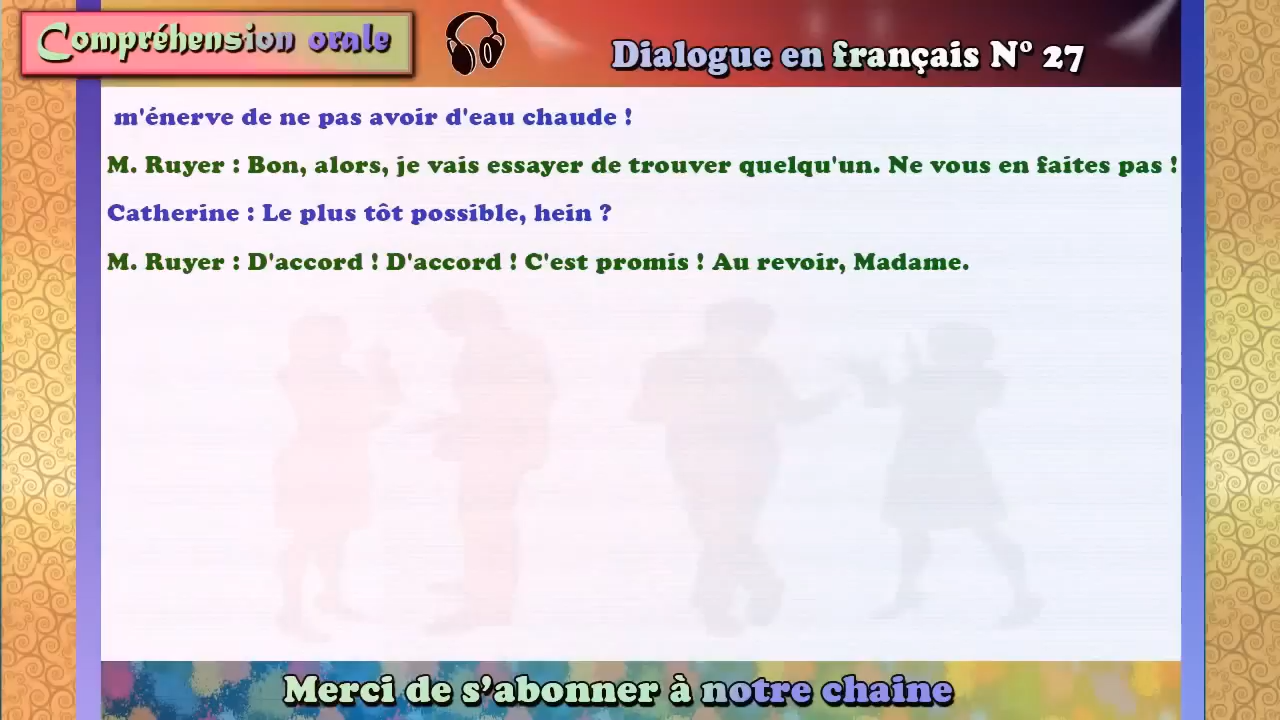 Compréhension orale
Dialogue en français N° 27
m'énerve de ne pas avoir d'eau chaude !
M. Ruyer : Bon, alors, je vais essayer de trouver quelqu'un. Ne vous en faites pas !
Catherine : Le plus tôt possible, hein ?
M. Ruyer : D'accord ! D'accord ! C'est promis ! Au revoir, Madame.
Merci de s’abonner à notre chaine